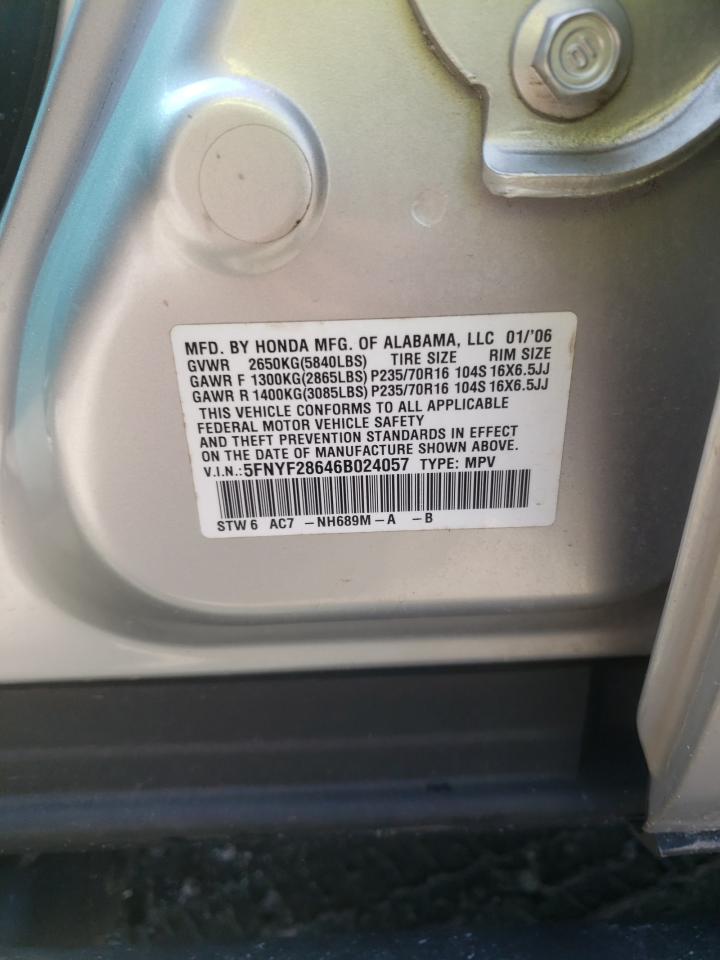 MFD. BY HONDA MFG. OF ALABAMA, LLC 01/'06
GVWR 2650KG(5840LBS) TIRE SIZE RIM SIZE
GAWR F 1300KG(2865LBS) P235/70R16 104S 16X6.5JJ
GAWR R 1400KG(3085LBS) P235/70R16 104S 16X6.5JJ
THIS VEHICLE CONFORMS TO ALL APPLICABLE
FEDERAL MOTOR VEHICLE SAFETY
AND THEFT PREVENTION STANDARDS IN EFFECT
ON THE DATE OF MANUFACTURE SHOWN ABOVE.
V.I.N.: 5FNYF28646B024057 TYPE: MPV
STW 6 AC7 -NH689M-A -B